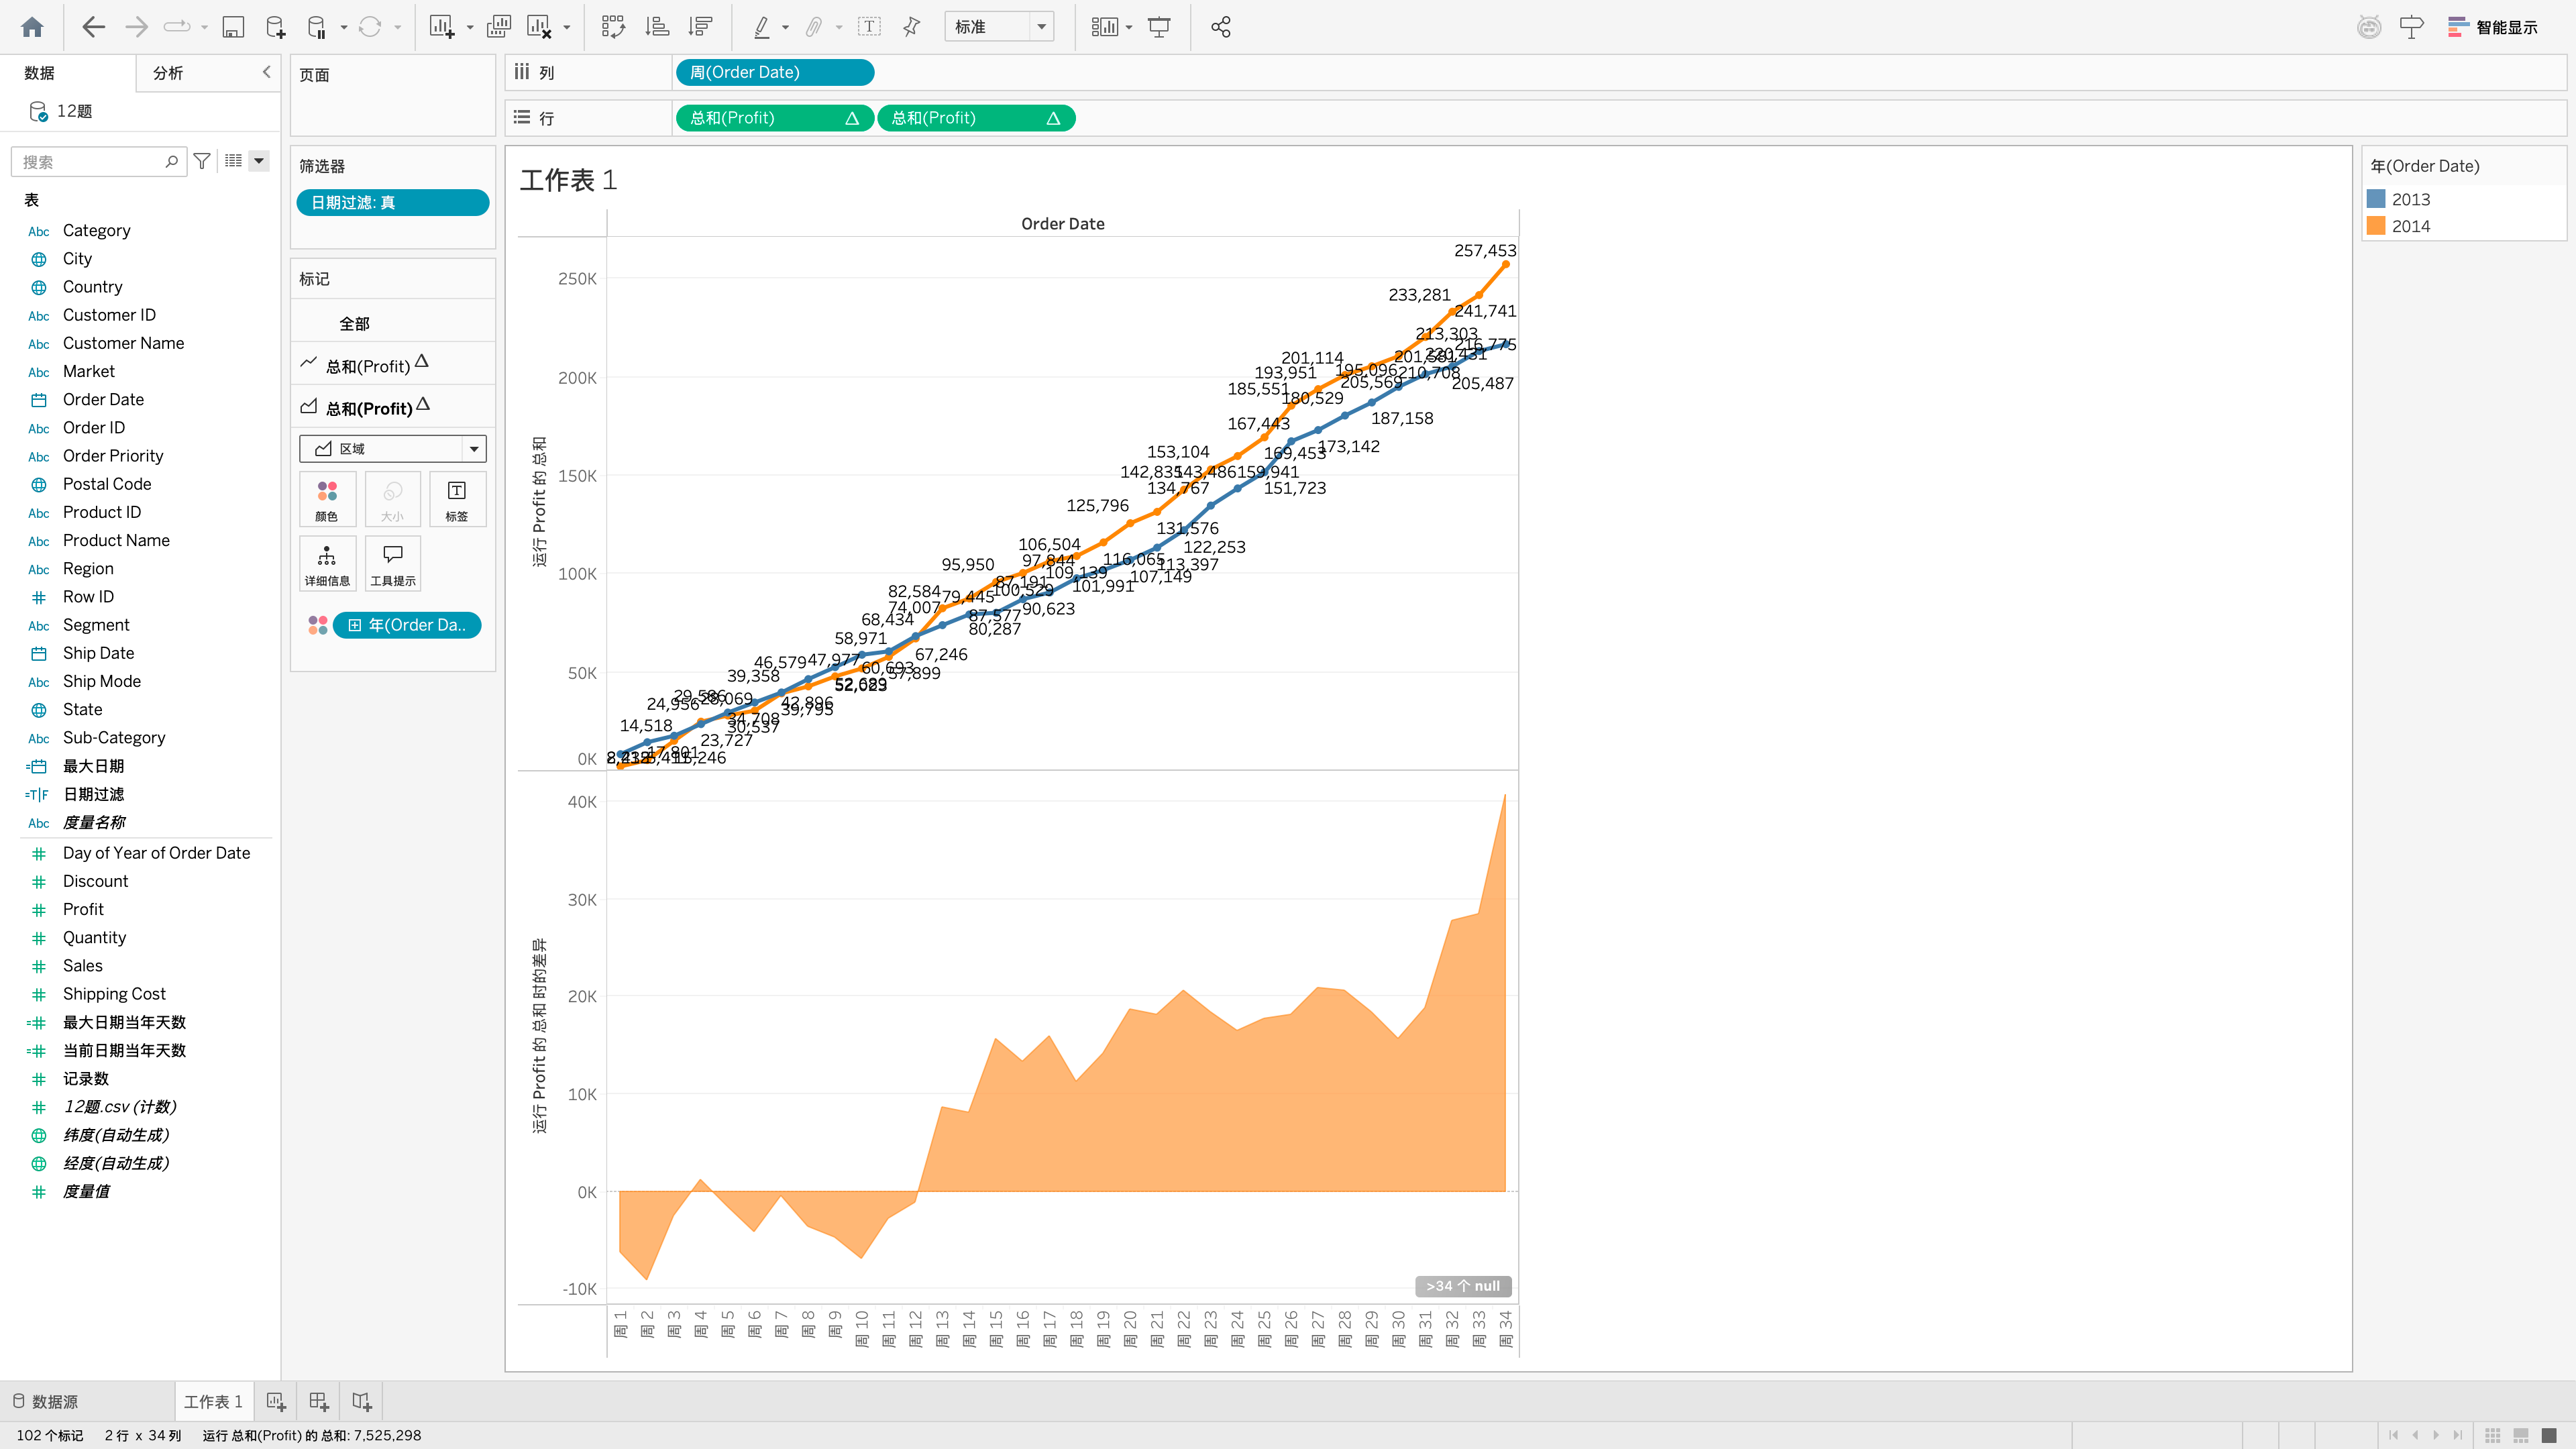 标准
智能显示
数据
分析
12题
搜索
表
Abc Category
City
Country
Abc Customer ID
Abc Customer Name
Abc Market
Order Date
Abc Order ID
Abc Order Priority
Postal Code
Abc Product ID
Abc Product Name
Abc Region
Row ID
Abc Segment
Ship Date
Abc Ship Mode
State
Abc Sub-Category
最大日期
=T|F 日期过滤
Abc 度量名称
Day of Year of Order Date
Discount
Profit
Quantity
Sales
Shipping Cost
最大日期当年天数
当前日期当年天数
记录数
12题.csv (计数)
纬度(自动生成)
经度(自动生成)
度量值
页面
筛选器
日期过滤: 真
标记
全部
总和(Profit) Δ
总和(Profit) Δ
区域
颜色
大小
标签
详细信息
工具提示
年(Order Da..
列
周(Order Date)
行
总和(Profit) Δ
总和(Profit) Δ
工作表 1
Order Date
运行 Profit 的 总和
250K
200K
150K
100K
50K
0K
257,453
233,281
241,741
213,303
216,775
201,114
193,951
195,096
210,708
205,569
205,487
185,551
180,529
187,158
167,443
173,142
153,104
169,453
142,835
143,486
159,941
134,767
151,723
125,796
131,576
122,253
106,504
97,844
116,065
113,397
95,950
109,139
107,149
87,191
101,991
82,584
79,445
100,529
74,007
90,623
68,434
87,577
80,287
58,971
67,246
46,579
47,977
60,693
57,899
39,358
24,956
28,069
42,896
39,795
14,518
34,708
30,537
23,727
17,801
15,246
运行 Profit 的 总和 时的差异
40K
30K
20K
10K
0K
-10K
>34 个 null
周 1
周 2
周 3
周 4
周 5
周 6
周 7
周 8
周 9
周 10
周 11
周 12
周 13
周 14
周 15
周 16
周 17
周 18
周 19
周 20
周 21
周 22
周 23
周 24
周 25
周 26
周 27
周 28
周 29
周 30
周 31
周 32
周 33
周 34
年(Order Date)
2013
2014
数据源
工作表 1
102 个标记
2 行 x 34 列
运行 总和(Profit) 的 总和: 7,525,298